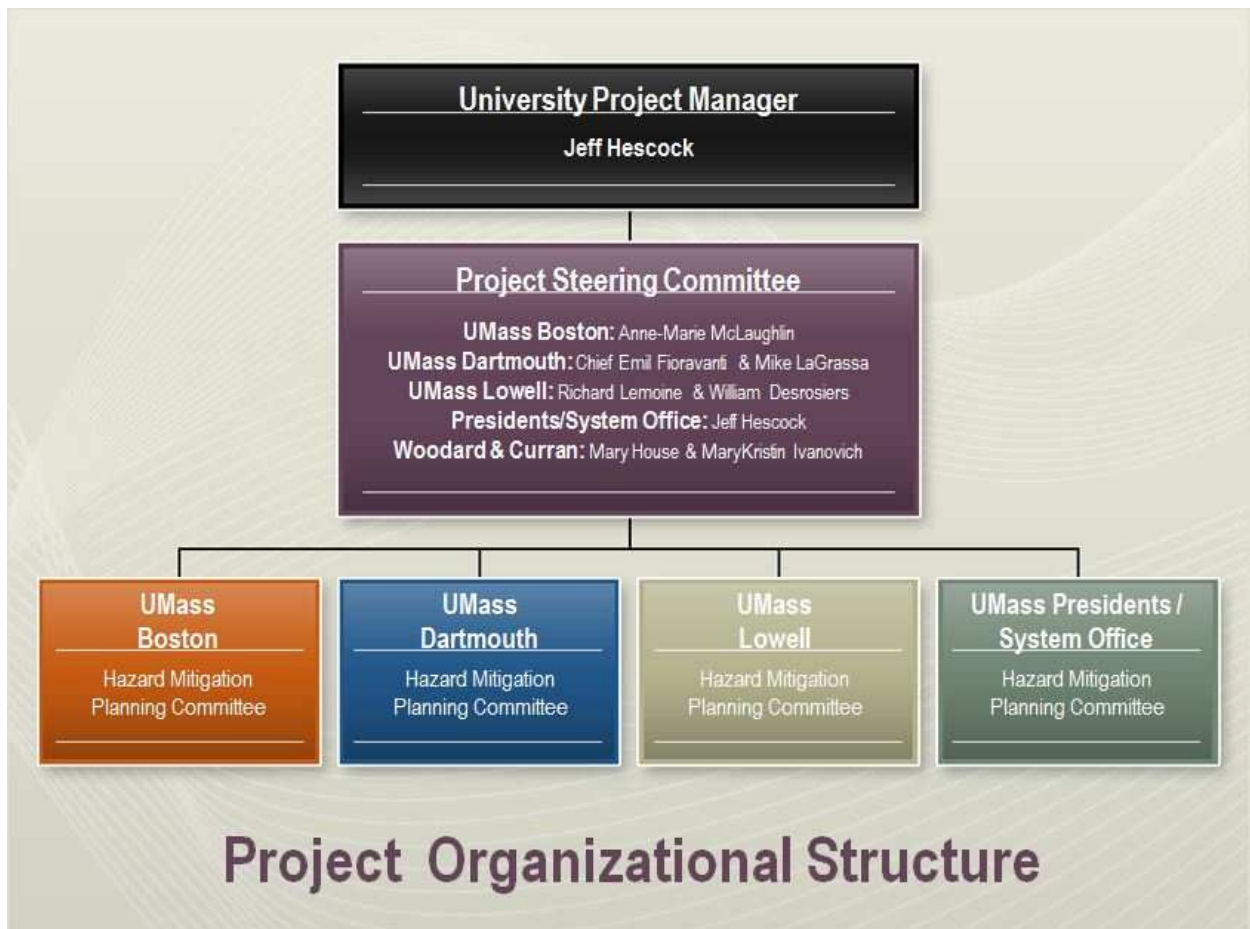 University Project Manager
Jeff Hescock
Project Steering Committee
UMass Boston: Anne-Marie McLaughlin
UMass Dartmouth: Chief Emil Fioravanti & Mike LaGrassa
UMass Lowell: Richard Lemoine & William Desrosiers
Presidents/System Office: Jeff Hescock
Woodard & Curran: Mary House & MaryKristin Ivanovich
UMass
Boston
Hazard Mitigation
Planning Committee
UMass
Dartmouth
Hazard Mitigation
Planning Committee
UMass
Lowell
Hazard Mitigation
Planning Committee
UMass Presidents /
System Office
Hazard Mitigation
Planning Committee
Project Organizational Structure